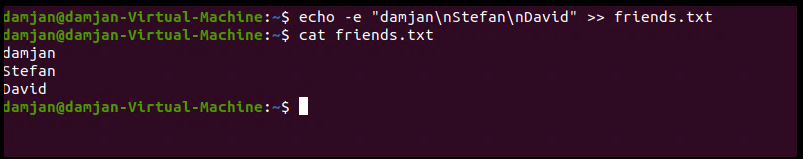 damjan@damjan-Virtual-Machine:~$ echo -e "damjan\nStefan\nDavid" >> friends.txt
damjan@damjan-Virtual-Machine:~$ cat friends.txt
damjan
Stefan
David
damjan@damjan-Virtual-Machine:~$